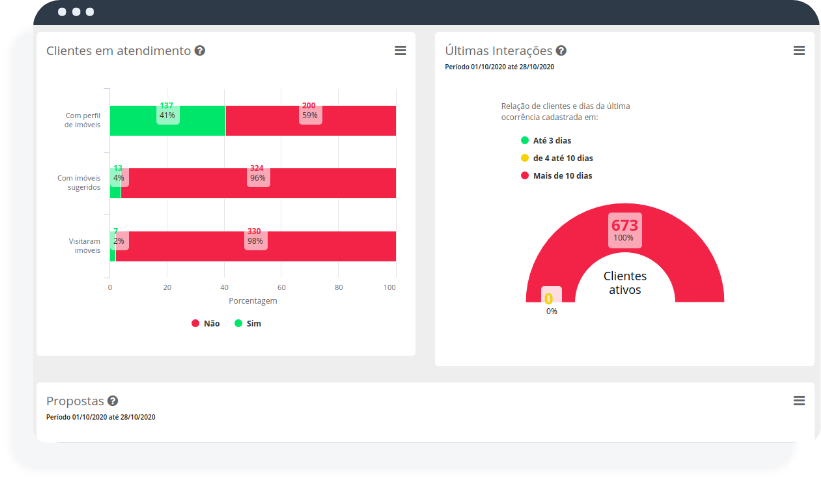 Clientes em atendimento ?
Com perfil
de imóveis
137
41%
200
59%
Com imóveis
sugeridos
13
4%
324
96%
Visitaram
imóveis
7
2%
330
98%
0 20 40 60 80 100
Porcentagem
Não Sim
Últimas Interações ?
Período 01/10/2020 até 28/10/2020
Relação de clientes e dias da última
ocorrência cadastrada em:
Até 3 dias
de 4 até 10 dias
Mais de 10 dias
673
100%
Clientes
ativos
0
0%
Propostas ?
Período 01/10/2020 até 28/10/2020